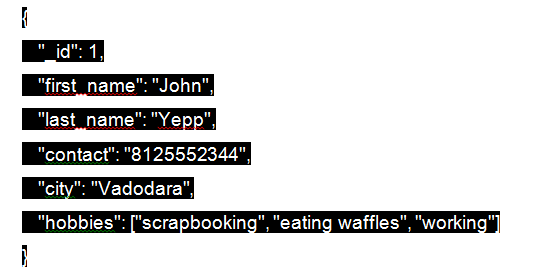 {
"_id": 1,
"first_name": "John",
"last_name": "Yepp",
"contact": "8125552344",
"city": "Vadodara",
"hobbies": ["scrapbooking", "eating waffles", "working"]
}